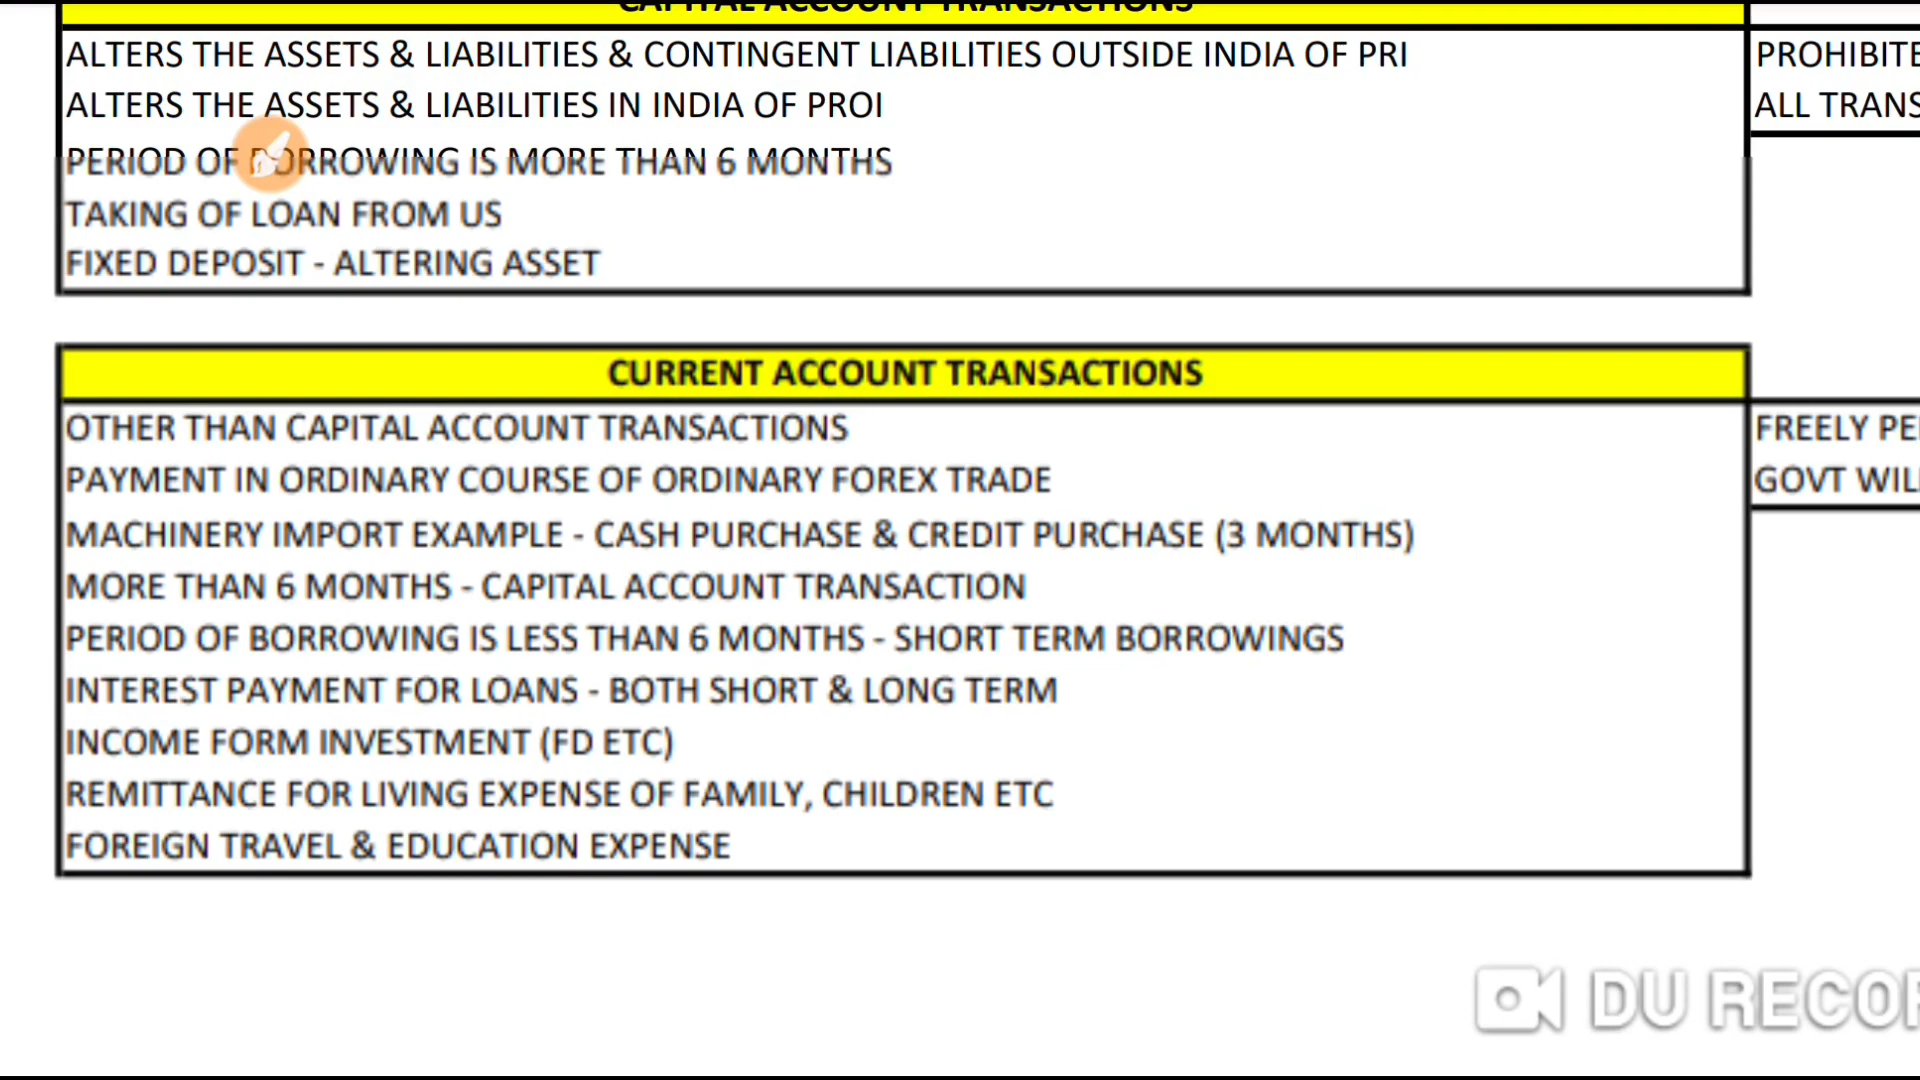 CAPITAL ACCOUNT TRANSACTIONS
ALTERS THE ASSETS & LIABILITIES & CONTINGENT LIABILITIES OUTSIDE INDIA OF PRI
PROHIBITE
ALTERS THE ASSETS & LIABILITIES IN INDIA OF PROI
ALL TRANS
PERIOD OF BORROWING IS MORE THAN 6 MONTHS
TAKING OF LOAN FROM US
FIXED DEPOSIT - ALTERING ASSET
CURRENT ACCOUNT TRANSACTIONS
OTHER THAN CAPITAL ACCOUNT TRANSACTIONS
FREELY PE
PAYMENT IN ORDINARY COURSE OF ORDINARY FOREX TRADE
GOVT WIL
MACHINERY IMPORT EXAMPLE - CASH PURCHASE & CREDIT PURCHASE (3 MONTHS)
MORE THAN 6 MONTHS - CAPITAL ACCOUNT TRANSACTION
PERIOD OF BORROWING IS LESS THAN 6 MONTHS - SHORT TERM BORROWINGS
INTEREST PAYMENT FOR LOANS - BOTH SHORT & LONG TERM
INCOME FORM INVESTMENT (FD ETC)
REMITTANCE FOR LIVING EXPENSE OF FAMILY, CHILDREN ETC
FOREIGN TRAVEL & EDUCATION EXPENSE
DU RECOR